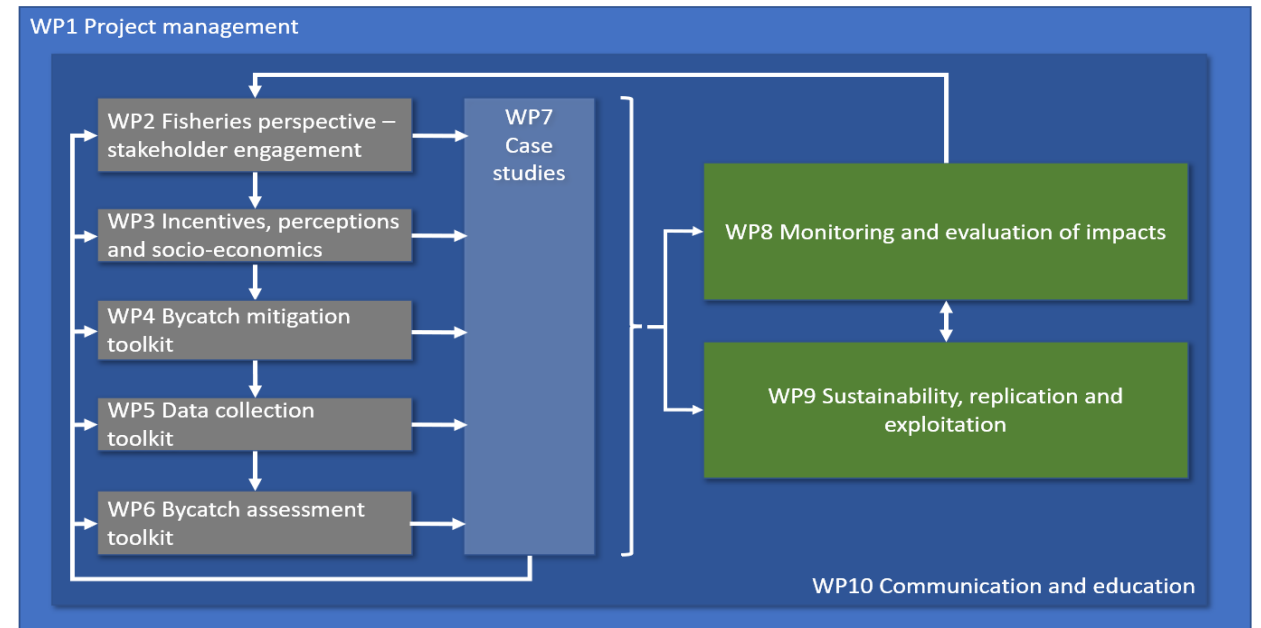 WP1 Project management
WP2 Fisheries perspective –
stakeholder engagement
WP3 Incentives, perceptions
and socio-economics
WP4 Bycatch mitigation
toolkit
WP5 Data collection
toolkit
WP6 Bycatch assessment
toolkit
WP7
Case
studies
WP8 Monitoring and evaluation of impacts
WP9 Sustainability, replication and
exploitation
WP10 Communication and education